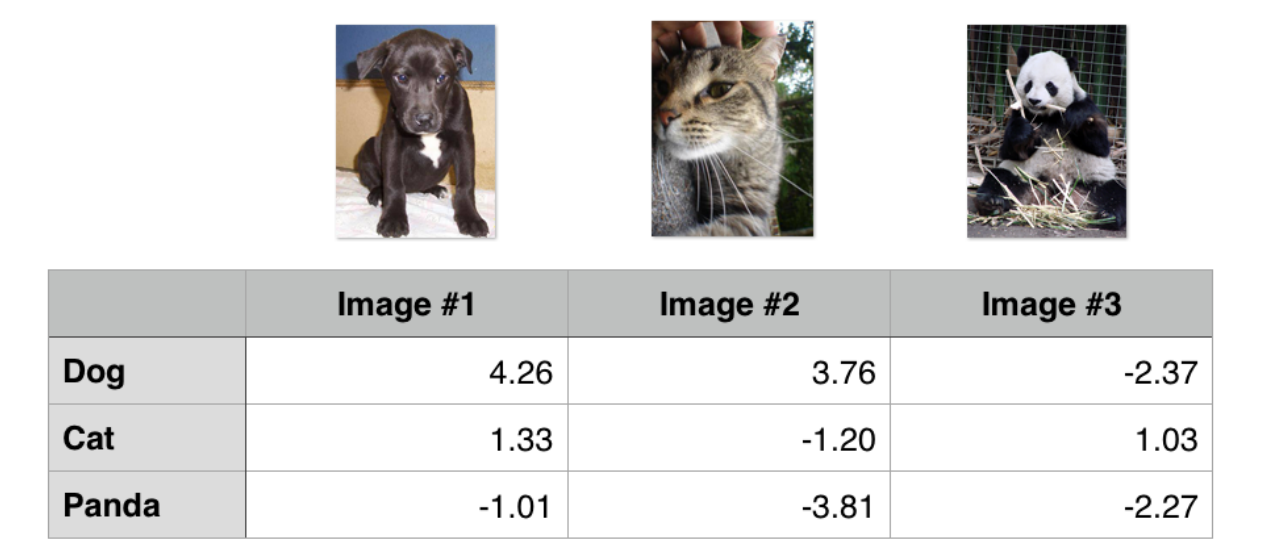 Image #1 Image #2 Image #3
Dog 4.26 3.76 -2.37
Cat 1.33 -1.20 1.03
Panda -1.01 -3.81 -2.27